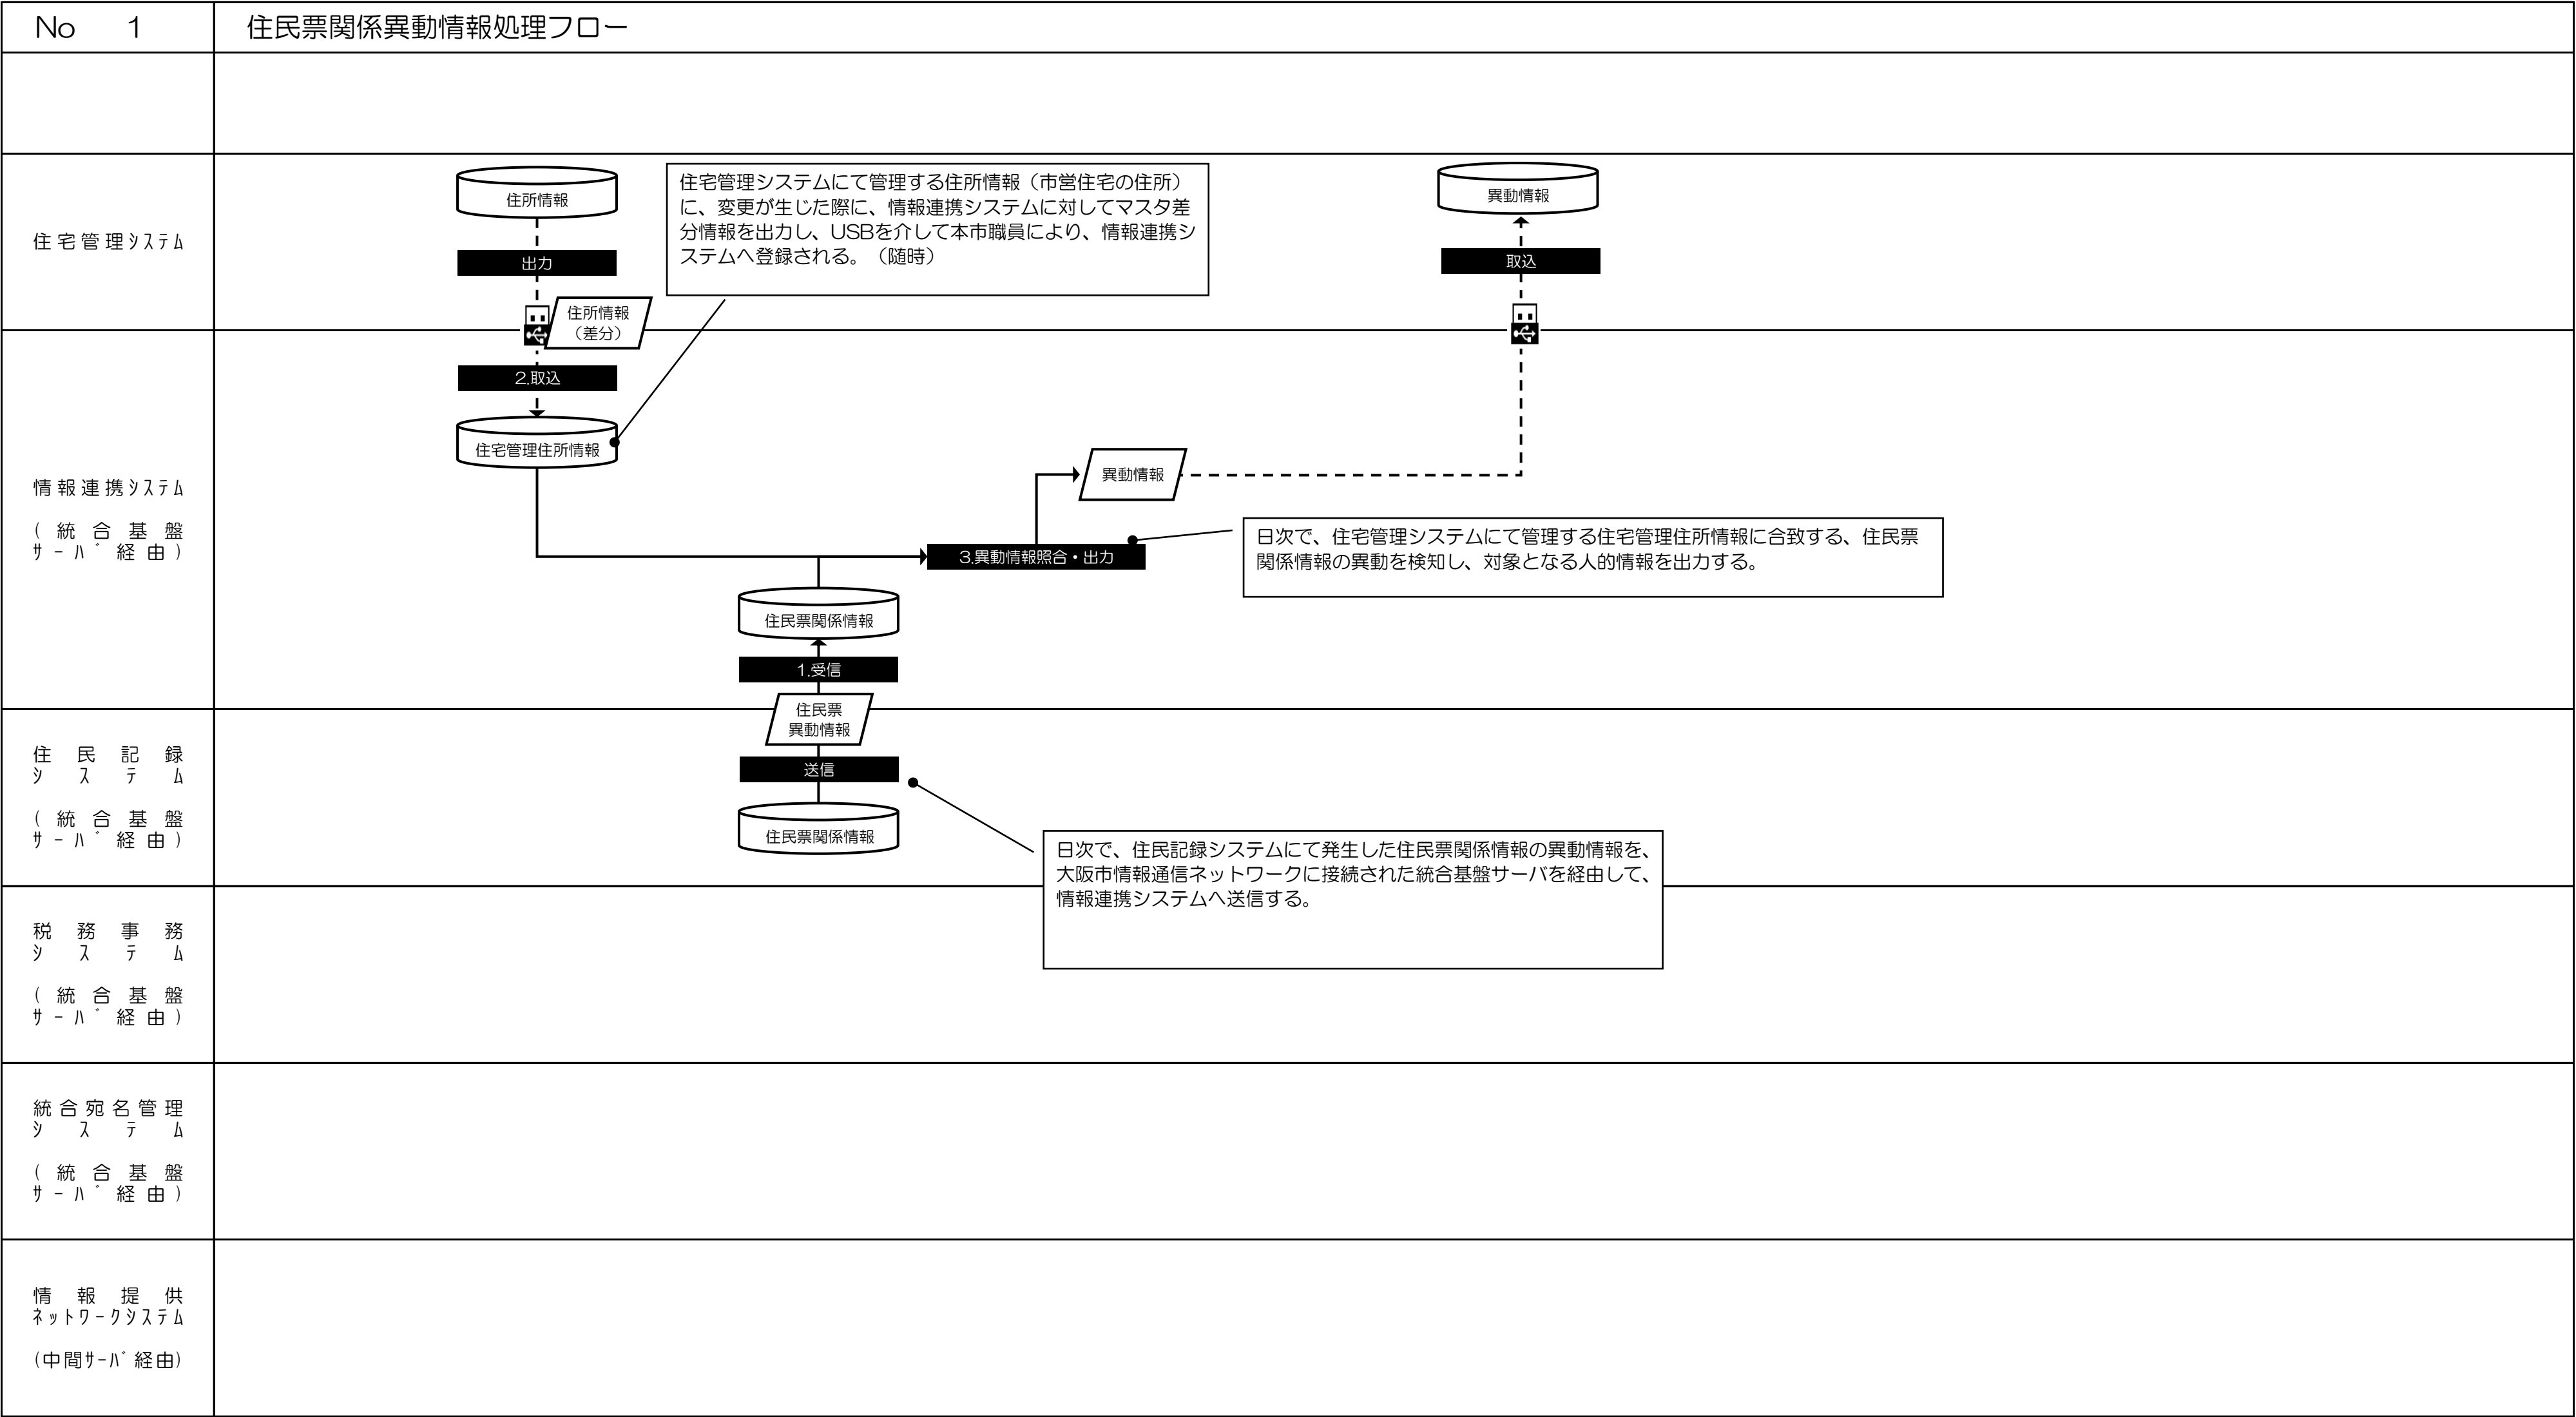 No　1　住民票関係異動情報処理フロー
住宅管理ｼｽﾃﾑ
住所情報
出力
住所情報
（差分）
住宅管理システムにて管理する住所情報（市営住宅の住所）
に、変更が生じた際に、情報連携システムに対してマスタ差
分情報を出力し、USBを介して本市職員により、情報連携シ
ステムへ登録される。（随時）
異動情報
取込
情報連携ｼｽﾃﾑ
(統合基盤
ｻｰﾊﾞ経由)
2.取込
住宅管理住所情報
異動情報
3.異動情報照合・出力
日次で、住宅管理システムにて管理する住宅管理住所情報に合致する、住民票
関係情報の異動を検知し、対象となる人的情報を出力する。
住民票関係情報
1.受信
住民票
異動情報
住民記録
ｼｽﾃﾑ
(統合基盤
ｻｰﾊﾞ経由)
送信
住民票関係情報
日次で、住民記録システムにて発生した住民票関係情報の異動情報を、
大阪市情報通信ネットワークに接続された統合基盤サーバを経由して、
情報連携システムへ送信する。
税務事務
ｼｽﾃﾑ
(統合基盤
ｻｰﾊﾞ経由)
統合宛名管理
ｼｽﾃﾑ
(統合基盤
ｻｰﾊﾞ経由)
情報提供
ﾈｯﾄﾜｰｸｼｽﾃﾑ
(中間ｻｰﾊﾞ経由)